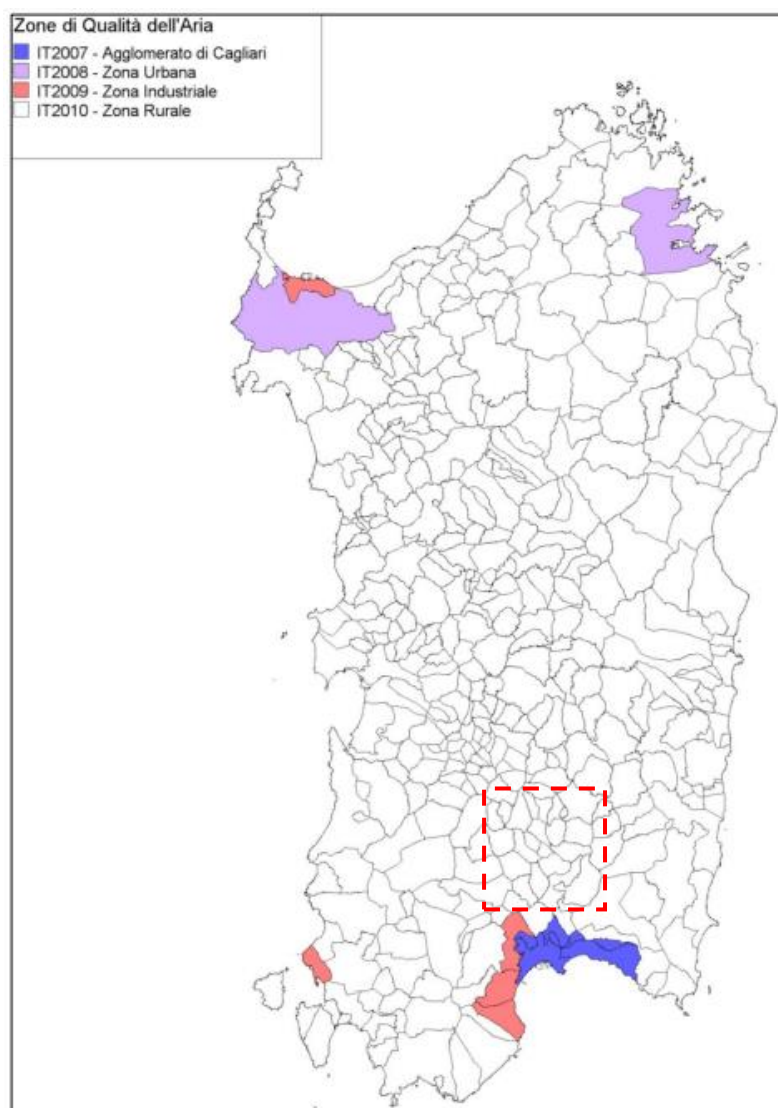 Zone di Qualità dell'Aria
IT2007 - Agglomerato di Cagliari
IT2008 - Zona Urbana
IT2009 - Zona Industriale
IT2010 - Zona Rurale